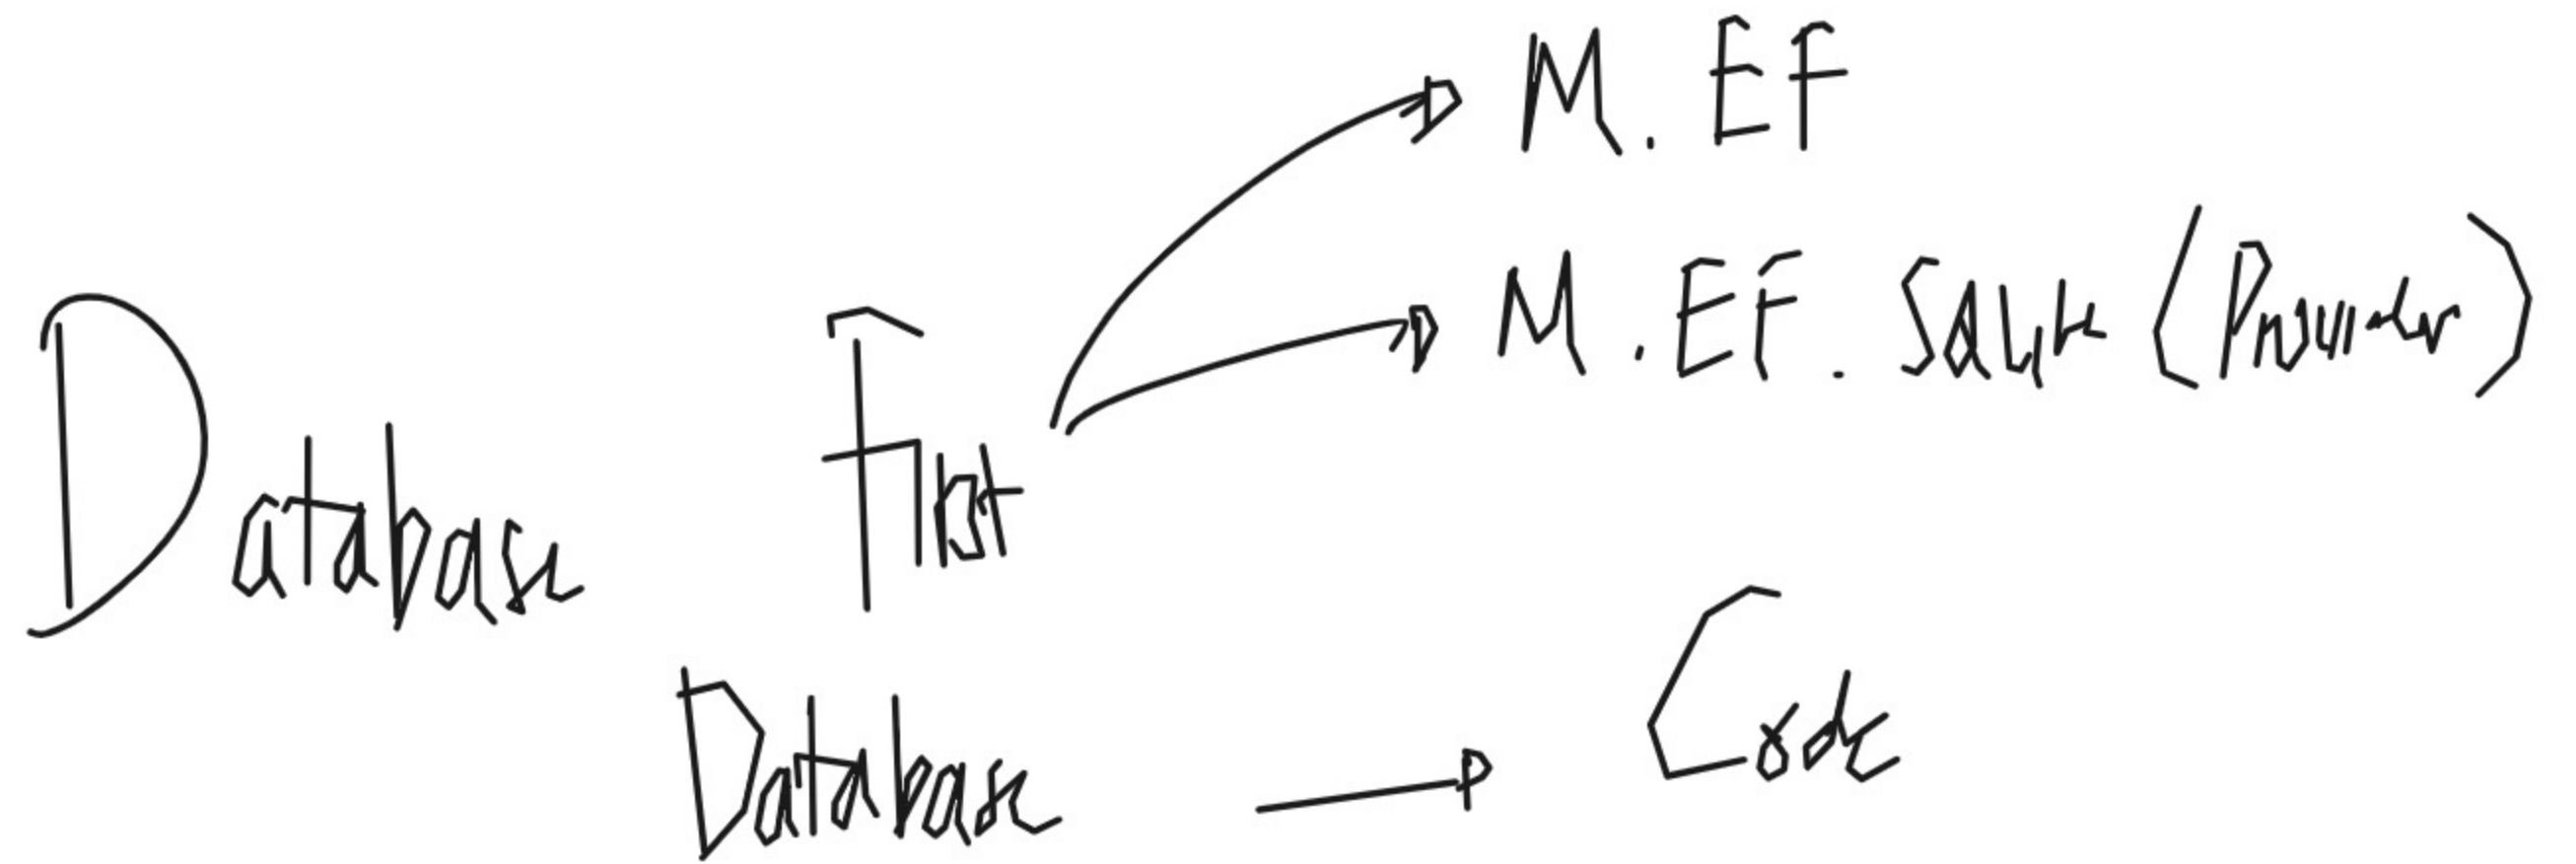 M. EF
Database First
M. EF. SQLite (Provider)
Database
Code